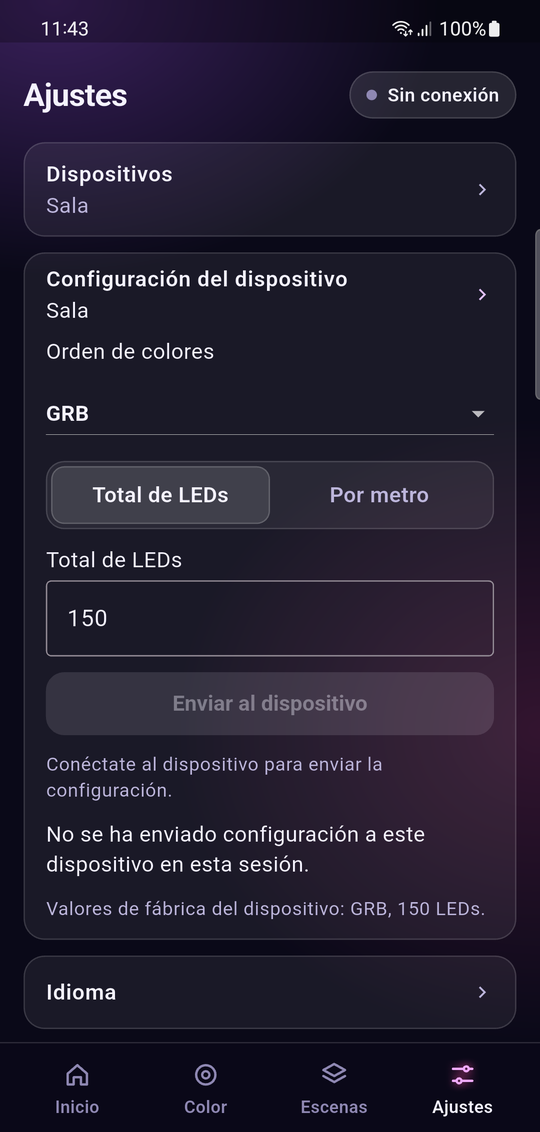 11:43
100%
Ajustes
Sin conexión
Dispositivos
Sala
Configuración del dispositivo
Sala
Orden de colores
GRB
Total de LEDs
Por metro
Total de LEDs
150
Enviar al dispositivo
Conéctate al dispositivo para enviar la
configuración.
No se ha enviado configuración a este
dispositivo en esta sesión.
Valores de fábrica del dispositivo: GRB, 150 LEDs.
Idioma
Inicio
Color
Escenas
Ajustes